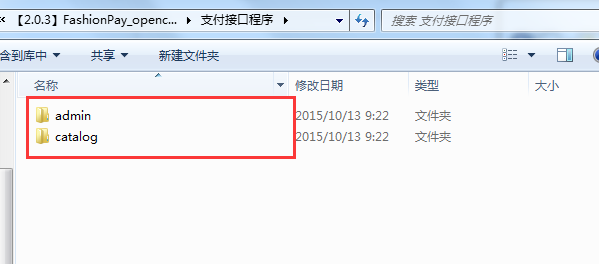 « 【2.0.3】FashionPay_openc... ▸ 支付接口程序 搜索 支付接口程序
含到库中 共享 新建文件夹
名称 修改日期 类型 大小
admin 2015/10/13 9:22 文件夹
catalog 2015/10/13 9:22 文件夹